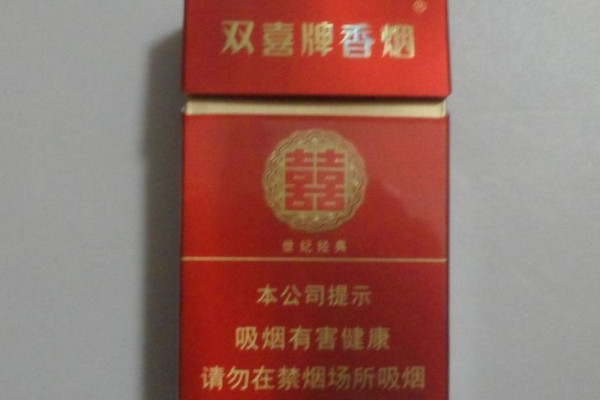 双喜牌香烟®
囍
世纪经典
本公司提示
吸烟有害健康
请勿在禁烟场所吸烟